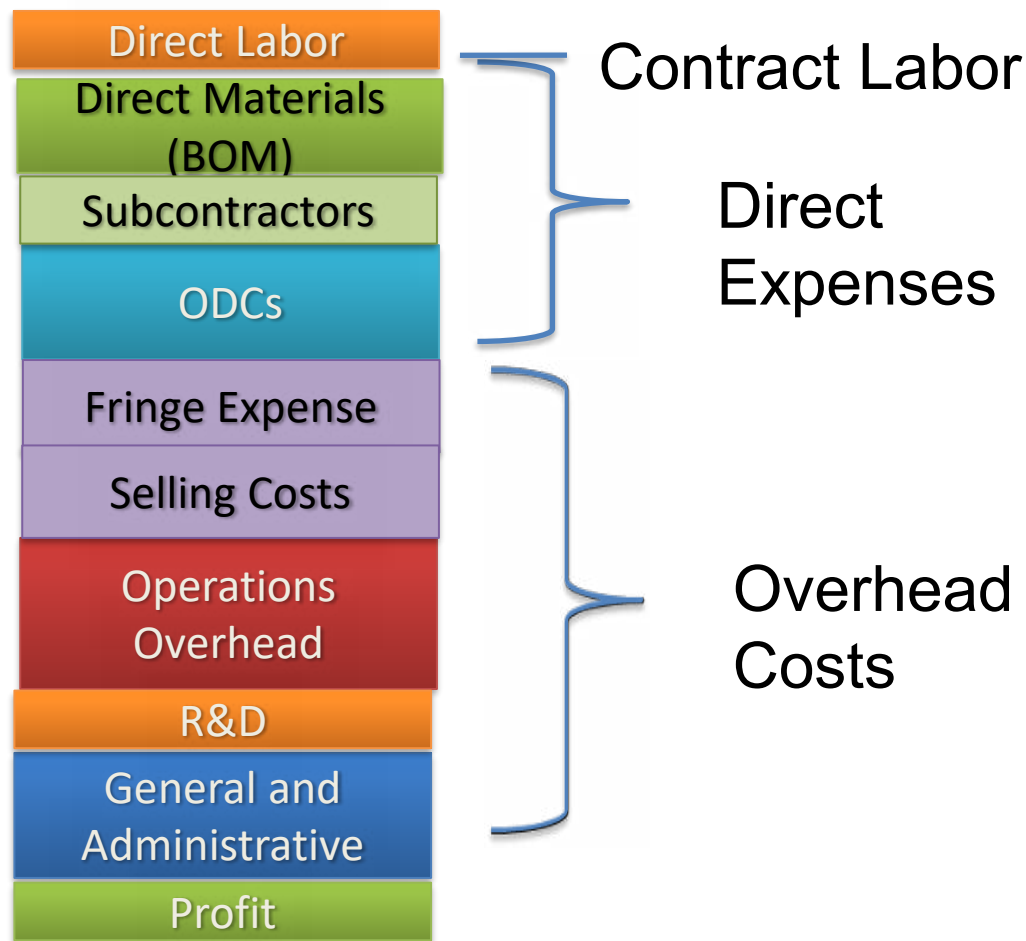 Direct Labor
Direct Materials
(BOM)
Subcontractors
ODCs
Fringe Expense
Selling Costs
Operations
Overhead
R&D
General and
Administrative
Profit
Contract Labor
Direct
Expenses
Overhead
Costs